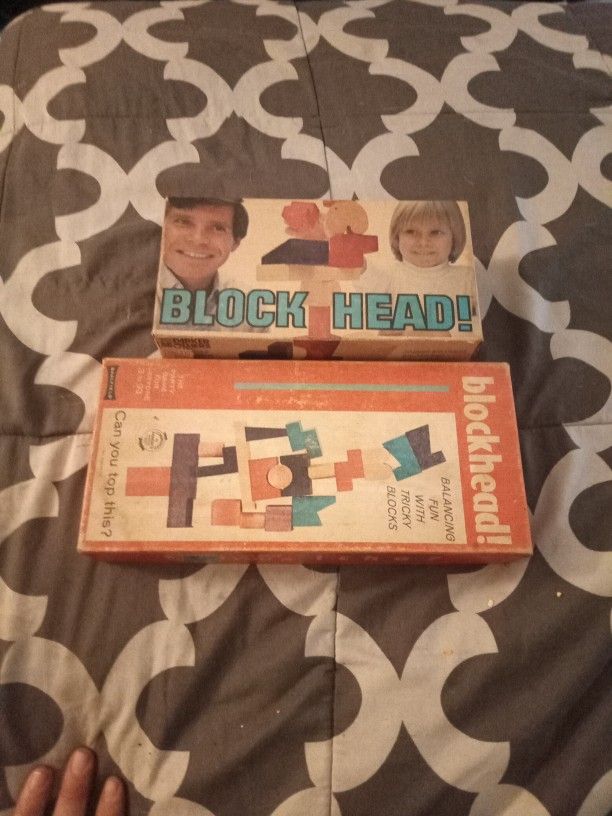 BLOCK HEAD!
blockhead!
BALANCING
FUN
WITH
TRICKY
BLOCKS
Can you top this?